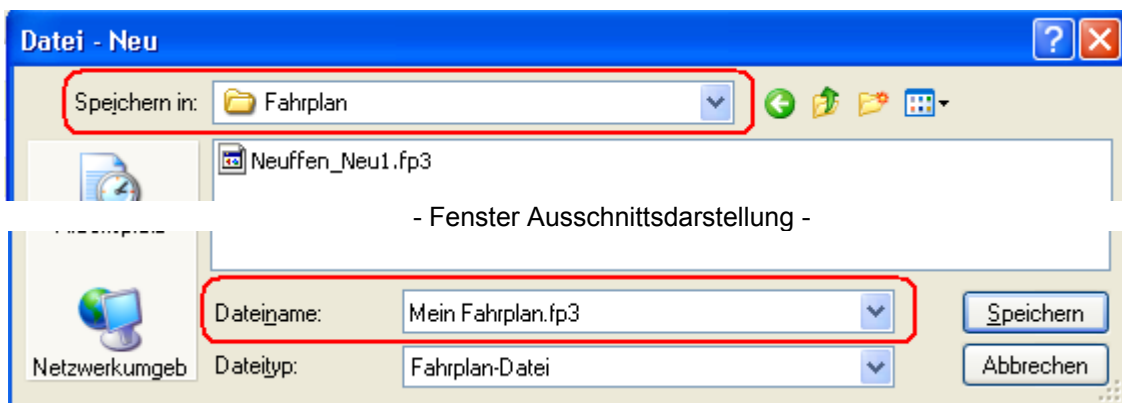 Datei - Neu
Speichern in: Fahrplan
Neuffen_Neu1.fp3
- Fenster Ausschnittsdarstellung -
Dateiname: Mein Fahrplan.fp3 Speichern
Netzwerkumgeb Dateityp: Fahrplan-Datei Abbrechen